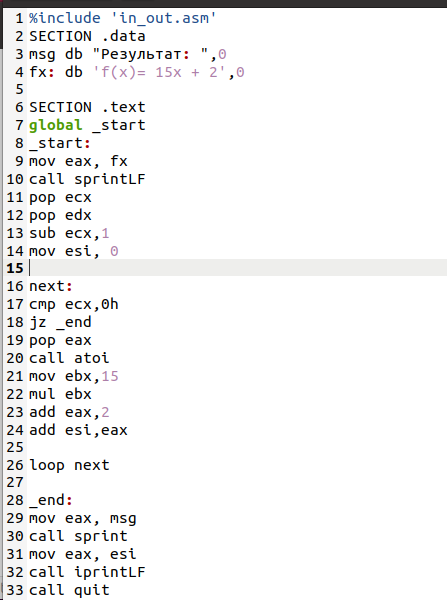 1 %include 'in_out.asm'
2 SECTION .data
3 msg db "Результат: ",0
4 fx: db 'f(x)= 15x + 2',0
5
6 SECTION .text
7 global _start
8 _start:
9 mov eax, fx
10 call sprintLF
11 pop ecx
12 pop edx
13 sub ecx,1
14 mov esi, 0
15
16 next:
17 cmp ecx,0h
18 jz _end
19 pop eax
20 call atoi
21 mov ebx,15
22 mul ebx
23 add eax,2
24 add esi,eax
25
26 loop next
27
28 _end:
29 mov eax, msg
30 call sprint
31 mov eax, esi
32 call iprintLF
33 call quit